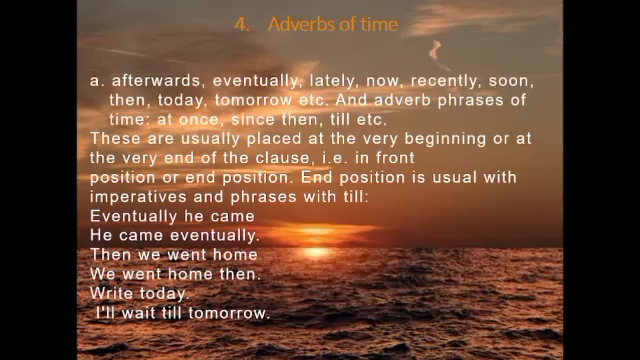 4. Adverbs of time
a. afterwards, eventually, lately, now, recently, soon,
then, today, tomorrow etc. And adverb phrases of
time: at once, since then, till etc.
These are usually placed at the very beginning or at
the very end of the clause, i.e. in front
position or end position. End position is usual with
imperatives and phrases with till:
Eventually he came
He came eventually.
Then we went home
We went home then.
Write today.
I'll wait till tomorrow.